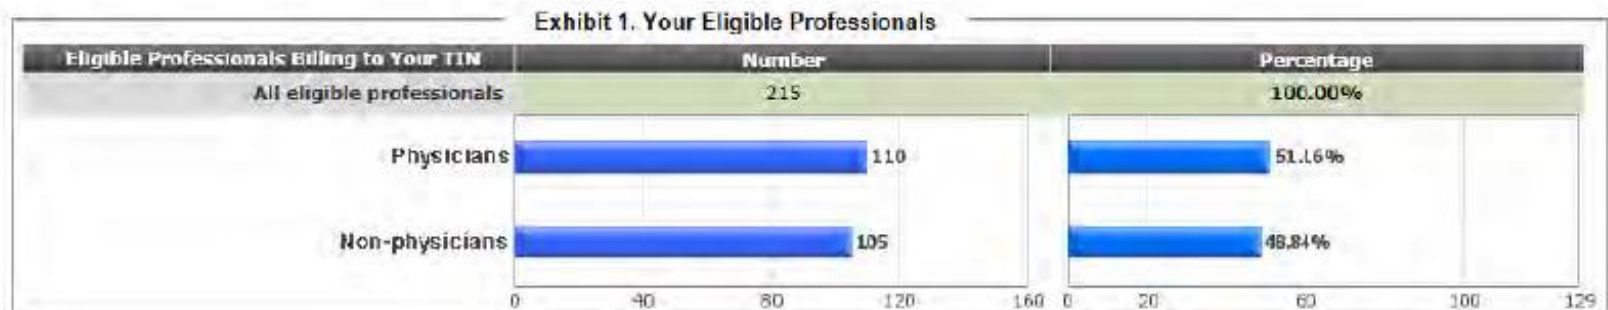 Exhibit 1. Your Eligible Professionals
Eligible Professionals Billing to Your TIN Number Percentage
All eligible professionals 215 100.00%
Physicians 110 51.16%
Non-physicians 105 48.84%
0 40 80 120 160 0 20 60 100 129